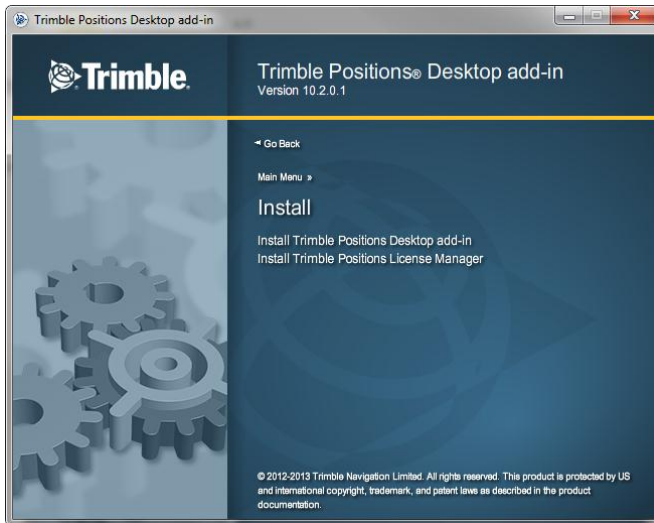 Trimble Positions Desktop add-in
Trimble.
Trimble Positions® Desktop add-in
Version 10.2.0.1
◄ Go Back
Main Menu »
Install
Install Trimble Positions Desktop add-in
Install Trimble Positions License Manager
© 2012-2013 Trimble Navigation Limited. All rights reserved. This product is protected by US
and international copyright, trademark, and patent laws as described in the product
documentation.